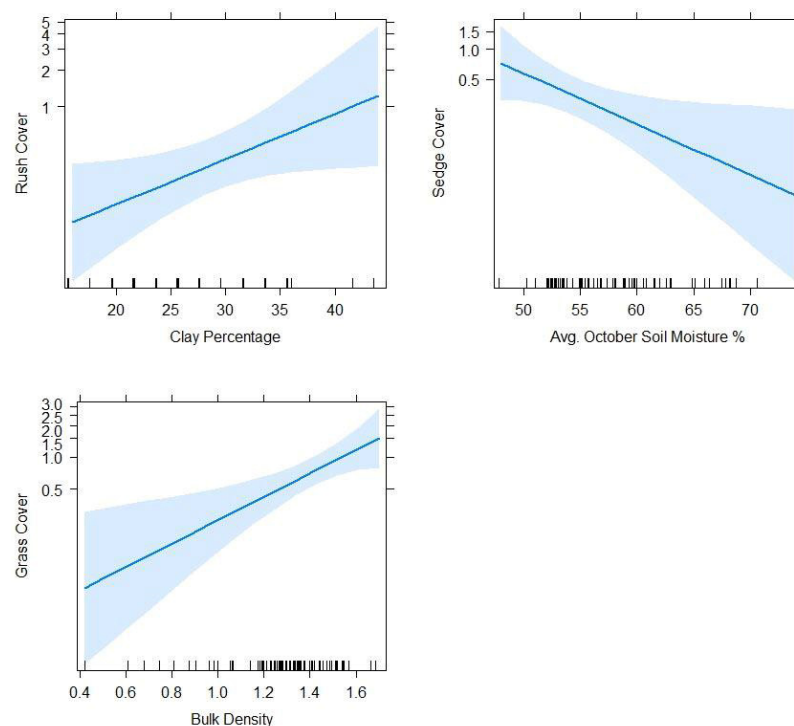 5
4
3
2
1
Rush Cover
20 25 30 35 40
Clay Percentage
1.5
1.0
0.5
Sedge Cover
50 55 60 65 70
Avg. October Soil Moisture %
3.0
2.5
2.0
1.5
1.0
0.5
Grass Cover
0.4 0.6 0.8 1.0 1.2 1.4 1.6
Bulk Density